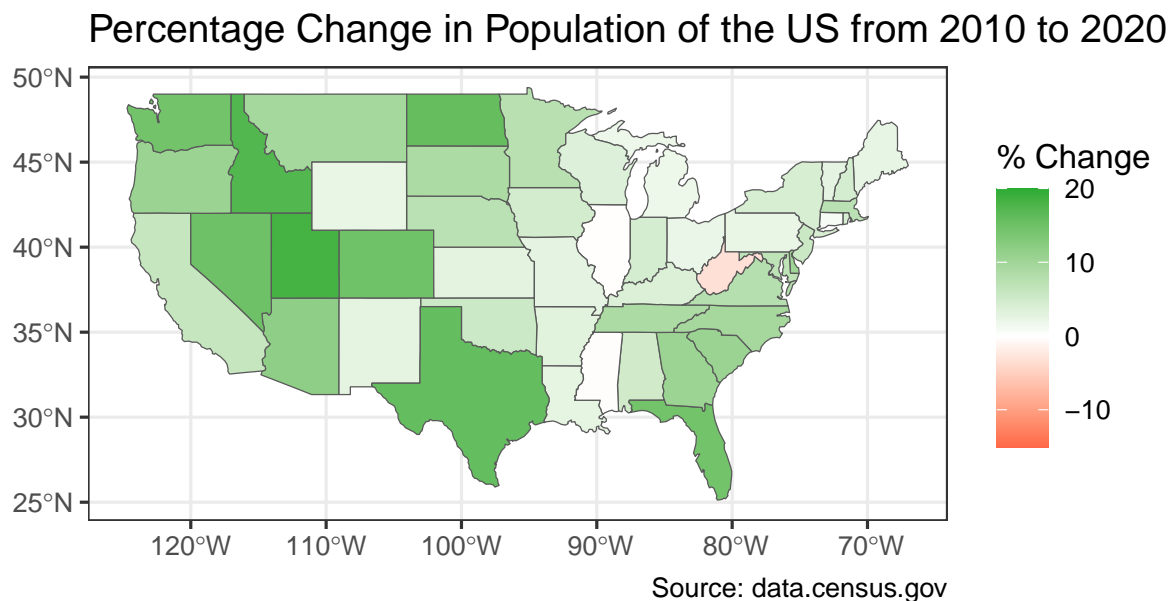 Percentage Change in Population of the US from 2010 to 2020
50°N
45°N
40°N
35°N
30°N
25°N
120°W 110°W 100°W 90°W 80°W 70°W
% Change
20
10
0
−10
Source: data.census.gov